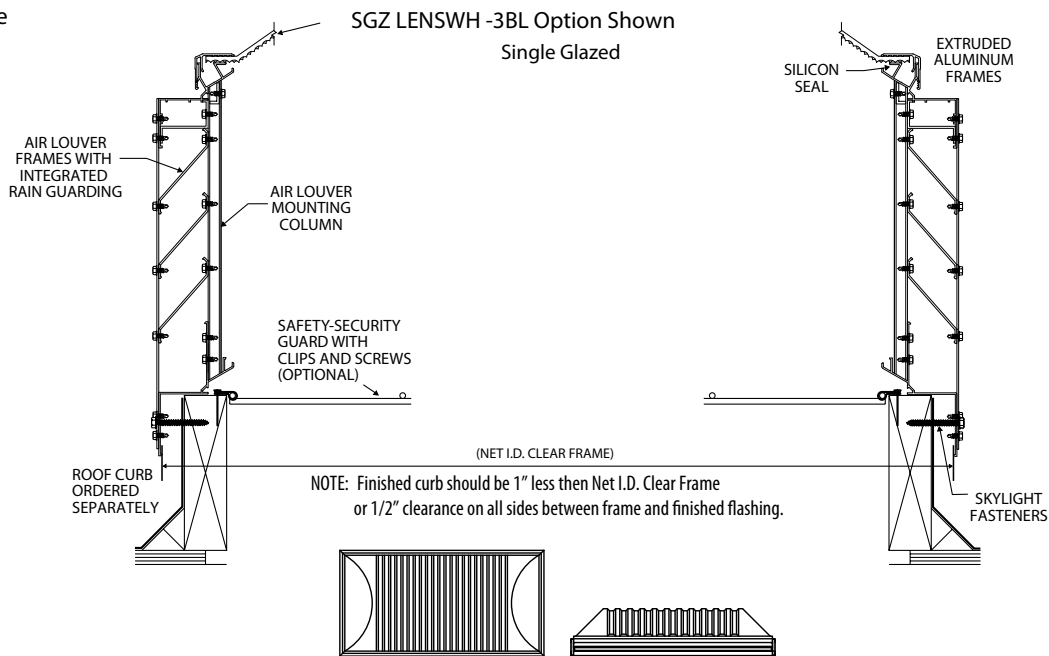 e
SGZ LENSWH -3BL Option Shown
Single Glazed
SILICON
SEAL
EXTRUDED
ALUMINUM
FRAMES
AIR LOUVER
FRAMES WITH
INTEGRATED
RAIN GUARDING
AIR LOUVER
MOUNTING
COLUMN
SAFETY-SECURITY
GUARD WITH
CLIPS AND SCREWS
(OPTIONAL)
(NET I.D. CLEAR FRAME)
ROOF CURB
ORDERED
SEPARATELY
NOTE: Finished curb should be 1" less then Net I.D. Clear Frame
or 1/2" clearance on all sides between frame and finished flashing.
SKYLIGHT
FASTENERS